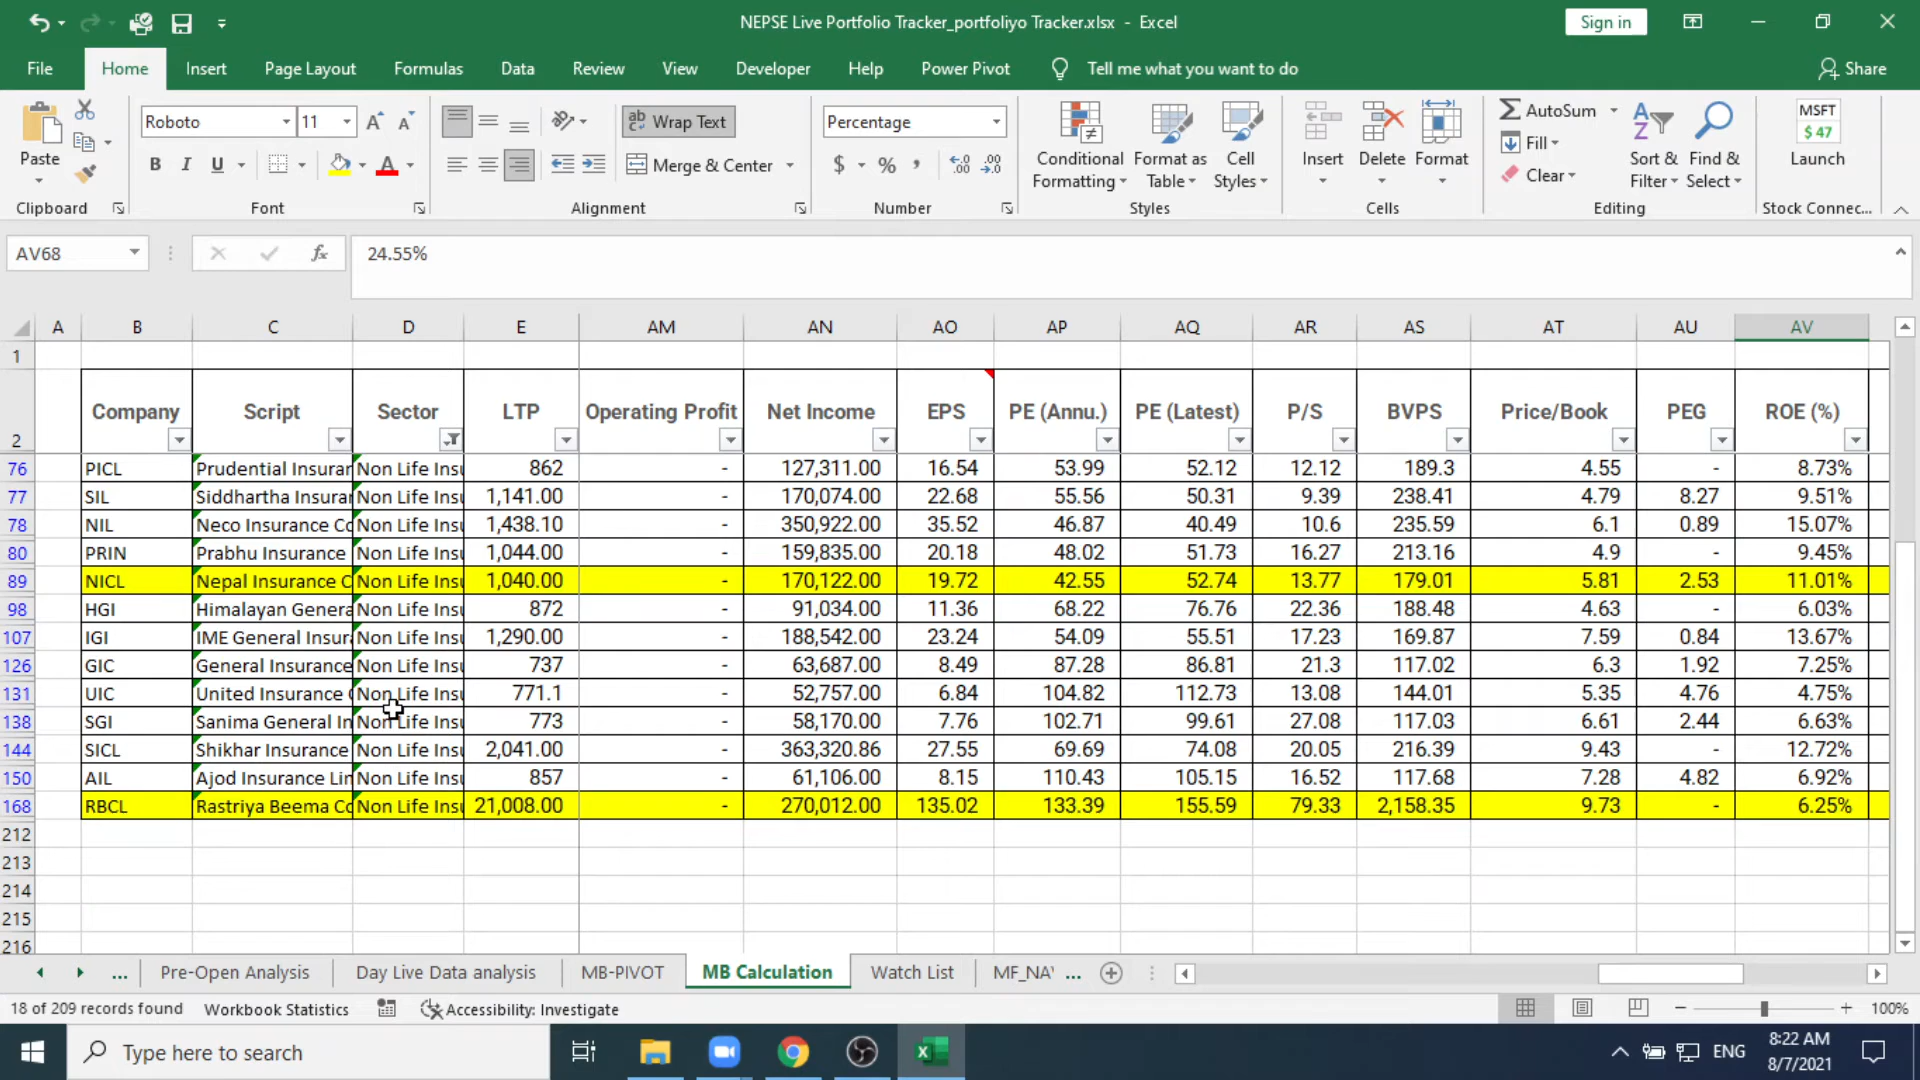 NEPSE Live Portfolio Tracker_portfoliyo Tracker.xlsx - Excel
Sign in
File Home Insert Page Layout Formulas Data Review View Developer Help Power Pivot Tell me what you want to do Share
Paste
Clipboard
Roboto 11
B I U
Font
Wrap Text
Merge & Center
Alignment
Percentage
$ % ,
Number
Conditional Formatting
Format as Table
Cell Styles
Styles
Insert Delete Format
Cells
AutoSum
Fill
Clear
Sort & Filter
Find & Select
Editing
MSFT
$ 47
Launch
Stock Connec...
AV68 fx 24.55%
A B C D E AM AN AO AP AQ AR AS AT AU AV
1
2 Company Script Sector LTP Operating Profit Net Income EPS PE (Annu.) PE (Latest) P/S BVPS Price/Book PEG ROE (%)
76 PICL Prudential Insurar Non Life Insu 862 - 127,311.00 16.54 53.99 52.12 12.12 189.3 4.55 - 8.73%
77 SIL Siddhartha Insurar Non Life Insu 1,141.00 - 170,074.00 22.68 55.56 50.31 9.39 238.41 4.79 8.27 9.51%
78 NIL Neco Insurance Co Non Life Insu 1,438.10 - 350,922.00 35.52 46.87 40.49 10.6 235.59 6.1 0.89 15.07%
80 PRIN Prabhu Insurance Non Life Insu 1,044.00 - 159,835.00 20.18 48.02 51.73 16.27 213.16 4.9 - 9.45%
89 NICL Nepal Insurance C Non Life Insu 1,040.00 - 170,122.00 19.72 42.55 52.74 13.77 179.01 5.81 2.53 11.01%
98 HGI Himalayan Genera Non Life Insu 872 - 91,034.00 11.36 68.22 76.76 22.36 188.48 4.63 - 6.03%
107 IGI IME General Insur Non Life Insu 1,290.00 - 188,542.00 23.24 54.09 55.51 17.23 169.87 7.59 0.84 13.67%
126 GIC General Insurance Non Life Insu 737 - 63,687.00 8.49 87.28 86.81 21.3 117.02 6.3 1.92 7.25%
131 UIC United Insurance Non Life Insu 771.1 - 52,757.00 6.84 104.82 112.73 13.08 144.01 5.35 4.76 4.75%
138 SGI Sanima General In Non Life Insu 773 - 58,170.00 7.76 102.71 99.61 27.08 117.03 6.61 2.44 6.63%
144 SICL Shikhar Insurance Non Life Insu 2,041.00 - 363,320.86 27.55 69.69 74.08 20.05 216.39 9.43 - 12.72%
150 AIL Ajod Insurance Lin Non Life Insu 857 - 61,106.00 8.15 110.43 105.15 16.52 117.68 7.28 4.82 6.92%
168 RBCL Rastriya Beema Co Non Life Insu 21,008.00 - 270,012.00 135.02 133.39 155.59 79.33 2,158.35 9.73 - 6.25%
212
213
214
215
216
... Pre-Open Analysis Day Live Data analysis MB-PIVOT MB Calculation Watch List MF_NAV ...
18 of 209 records found Workbook Statistics Accessibility: Investigate 100%
Type here to search
ENG
8:22 AM
8/7/2021